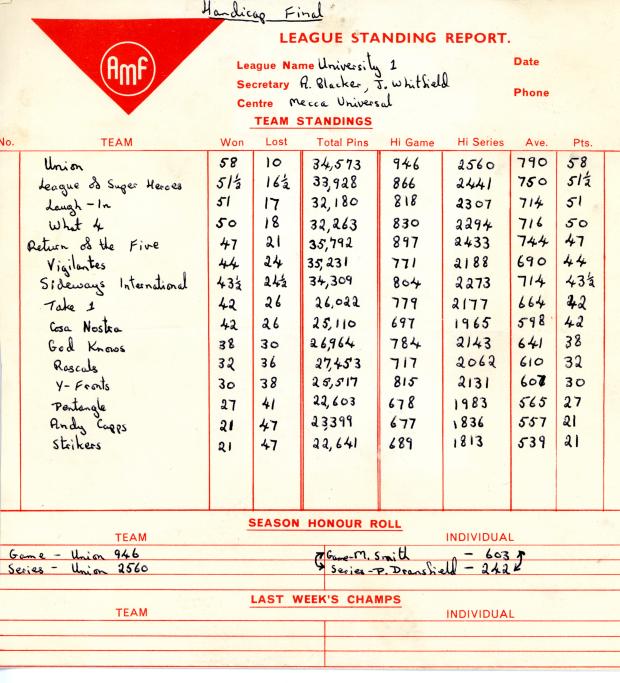 Handicap Final
LEAGUE STANDING REPORT.
AMF
League Name University 1 Date
Secretary A. Blacker, J. Whitfield
Phone
Centre Mecca Universal
TEAM STANDINGS
No. TEAM Won Lost Total Pins Hi Game Hi Series Ave. Pts.
Union 58 10 34,573 946 2560 790 58
League of Super Heroes 51½ 16½ 33,928 866 2441 750 51½
Laugh-In 51 17 32,180 818 2307 714 51
What 4 50 18 32,263 830 2294 716 50
Return of the Five 47 21 35,792 897 2433 744 47
Vigilantes 44 24 35,231 771 2188 690 44
Sideways International 43½ 24½ 34,309 804 2273 714 43½
Take 1 42 26 26,022 779 2177 664 42
Cosa Nostra 42 26 25,110 697 1965 598 42
God Knows 38 30 26,964 784 2143 641 38
Rascals 32 36 27,453 717 2062 610 32
Y-Fronts 30 38 25,517 815 2131 607 30
Pentangle 27 41 22,603 678 1983 565 27
Andy Capps 21 47 23399 677 1836 557 21
Strikers 21 47 22,641 689 1813 539 21
SEASON HONOUR ROLL
TEAM INDIVIDUAL
Game - Union 946 Game-M. Smith - 603
Series - Union 2560 Series-P. Dransfield - 242
LAST WEEK'S CHAMPS
TEAM INDIVIDUAL